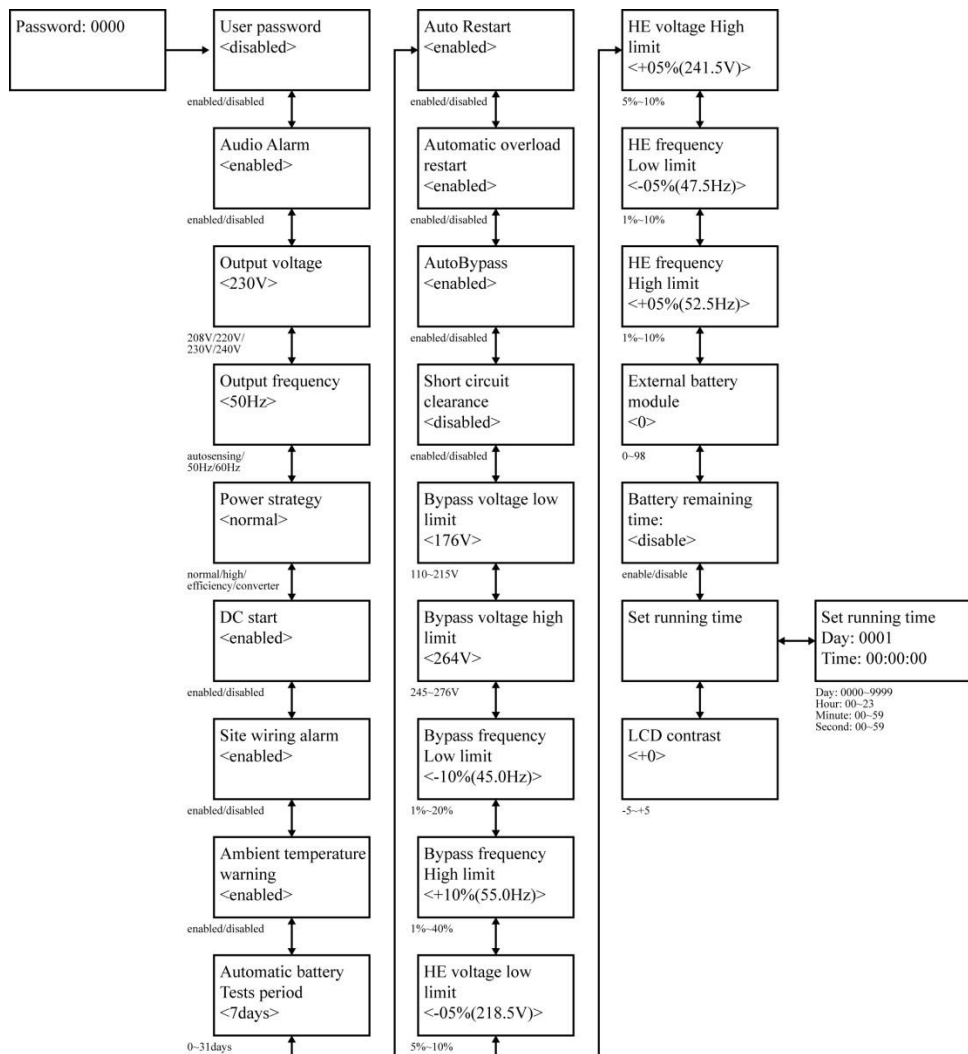 Password: 0000
User password
<disabled>
enabled/disabled
Audio Alarm
<enabled>
enabled/disabled
Output voltage
<230V>
208V/220V/
230V/240V
Output frequency
<50Hz>
autosensing/
50Hz/60Hz
Power strategy
<normal>
normal/high/
efficiency/converter
DC start
<enabled>
enabled/disabled
Site wiring alarm
<enabled>
enabled/disabled
Ambient temperature
warning
<enabled>
enabled/disabled
Automatic battery
Tests period
<7days>
0~31days
Auto Restart
<enabled>
enabled/disabled
Automatic overload
restart
<enabled>
enabled/disabled
AutoBypass
<enabled>
enabled/disabled
Short circuit
clearance
<disabled>
enabled/disabled
Bypass voltage low
limit
<176V>
110~215V
Bypass voltage high
limit
<264V>
245~276V
Bypass frequency
Low limit
<-10%(45.0Hz)>
1%~20%
Bypass frequency
High limit
<+10%(55.0Hz)>
1%~40%
HE voltage low
limit
<-05%(218.5V)>
5%~10%
HE voltage High
limit
<+05%(241.5V)>
5%~10%
HE frequency
Low limit
<-05%(47.5Hz)>
1%~10%
HE frequency
High limit
<+05%(52.5Hz)>
1%~10%
External battery
module
<0>
0~98
Battery remaining
time:
<disable>
enable/disable
Set running time
Set running time
Day: 0001
Time: 00:00:00
Day: 0000~9999
Hour: 00~23
Minute: 00~59
Second: 00~59
LCD contrast
<+0>
-5~+5